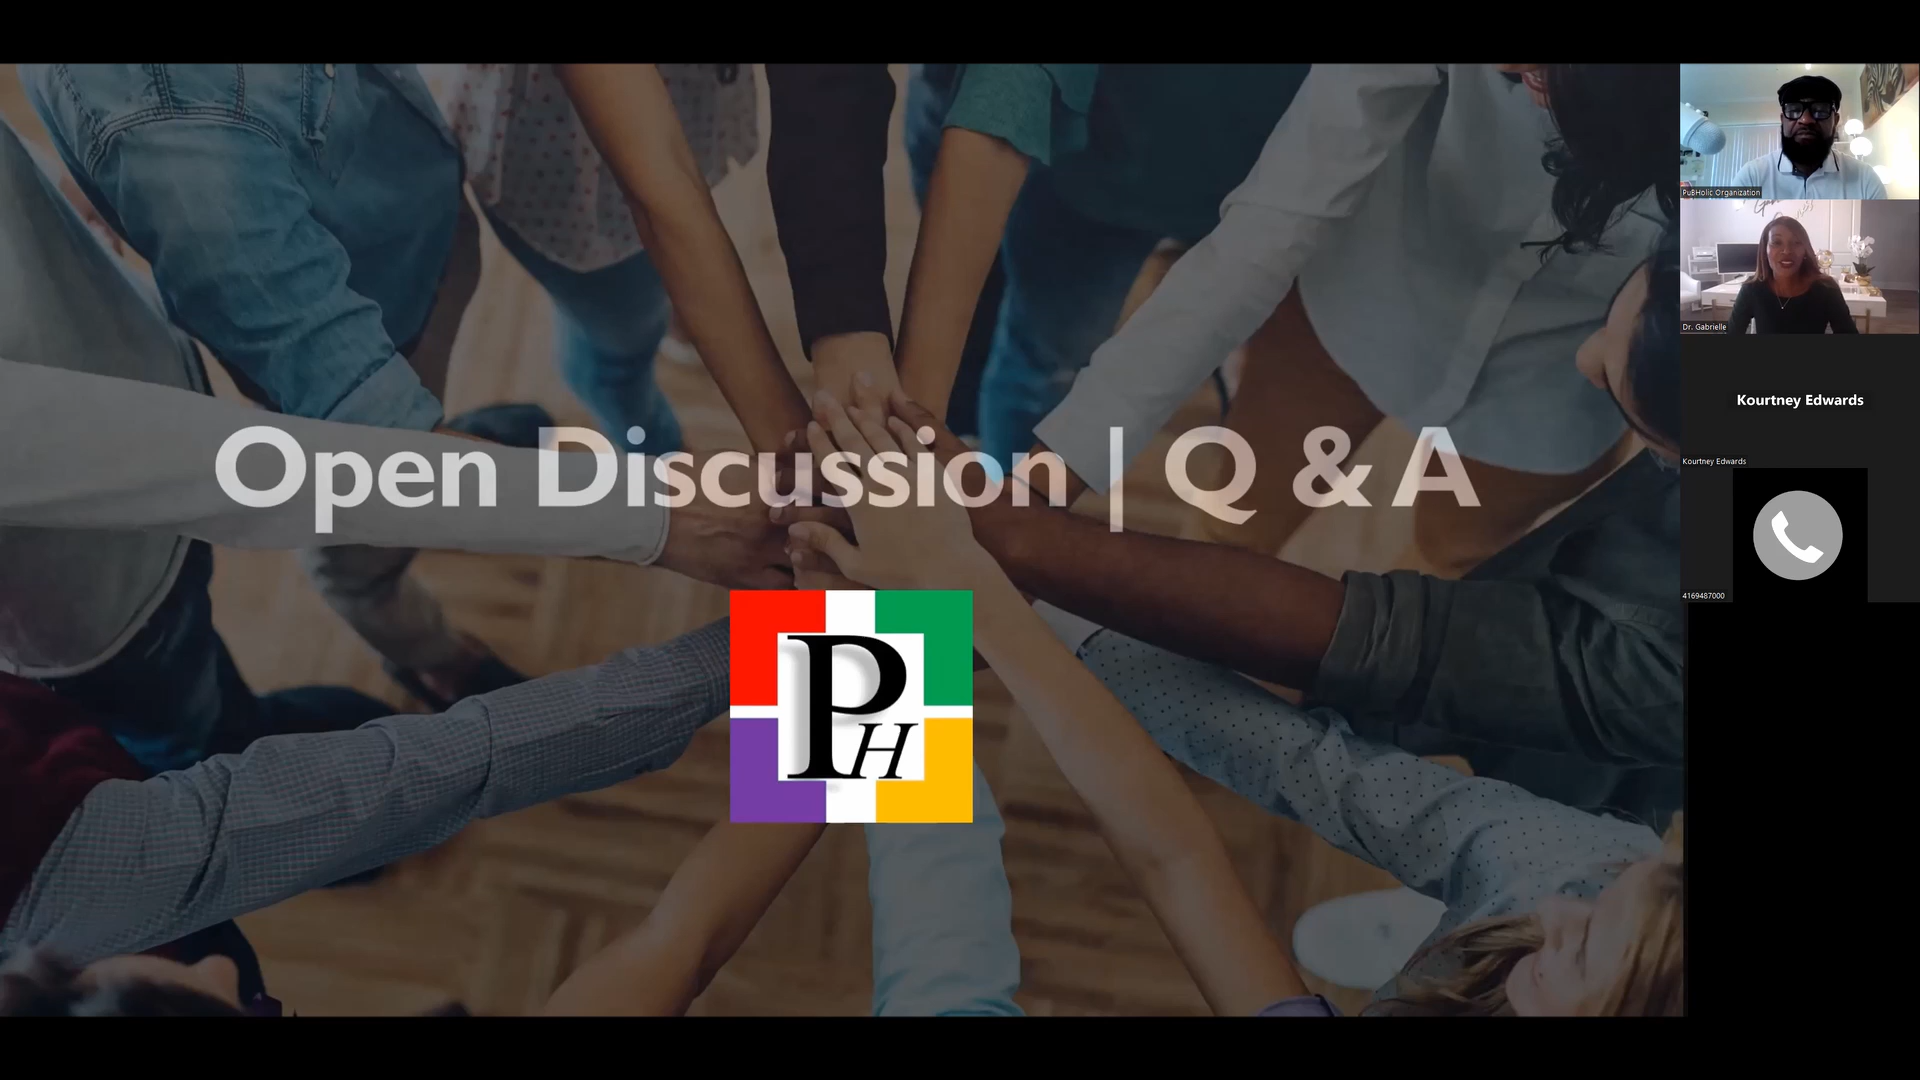 Open Discussion | Q & A
PH
PuBHolic Organization
Dr. Gabrielle
Kourtney Edwards
Kourtney Edwards
4169487000